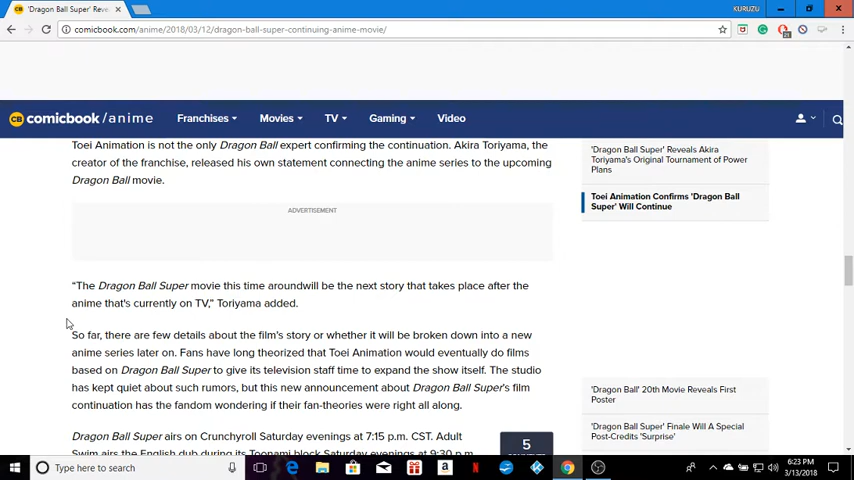 'Dragon Ball Super' Reve
KURUZU
comicbook.com/anime/2018/03/12/dragon-ball-super-continuing-anime-movie/
21
CB comicbook/anime Franchises Movies TV Gaming Video
Toei Animation is not the only Dragon Ball expert confirming the continuation. Akira Toriyama, the
creator of the franchise, released his own statement connecting the anime series to the upcoming
Dragon Ball movie.
ADVERTISEMENT
“The Dragon Ball Super movie this time aroundwill be the next story that takes place after the
anime that's currently on TV,” Toriyama added.
So far, there are few details about the film's story or whether it will be broken down into a new
anime series later on. Fans have long theorized that Toei Animation would eventually do films
based on Dragon Ball Super to give its television staff time to expand the show itself. The studio
has kept quiet about such rumors, but this new announcement about Dragon Ball Super's film
continuation has the fandom wondering if their fan-theories were right all along.
Dragon Ball Super airs on Crunchyroll Saturday evenings at 7:15 p.m. CST. Adult
Swim airs the English dub during its Toonami block Saturday evenings at 9:30 p.m.
5
'Dragon Ball Super' Reveals Akira
Toriyama's Original Tournament of Power
Plans
Toei Animation Confirms 'Dragon Ball
Super' Will Continue
'Dragon Ball' 20th Movie Reveals First
Poster
'Dragon Ball Super' Finale Will A Special
Post-Credits 'Surprise'
Type here to search
6:23 PM
3/13/2018